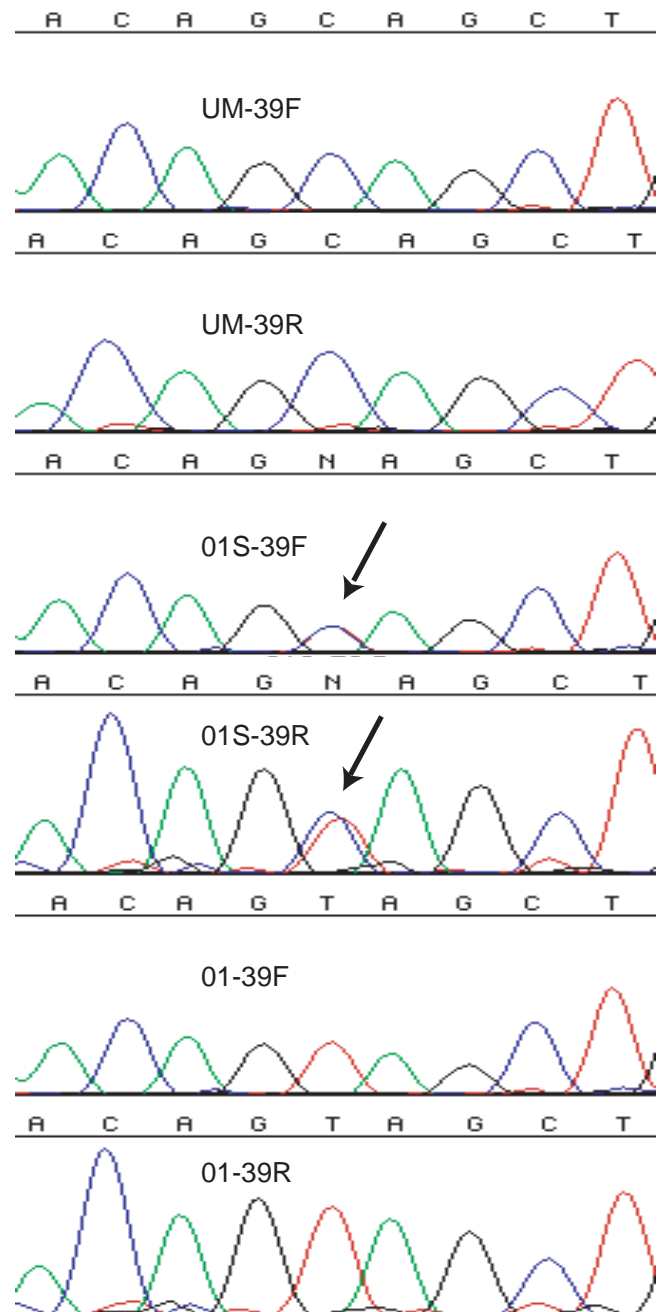 A C A G C A G C T
UM-39F
A C A G C A G C T
UM-39R
A C A G N A G C T
01S-39F
A C A G N A G C T
01S-39R
A C A G T A G C T
01-39F
A C A G T A G C T
01-39R